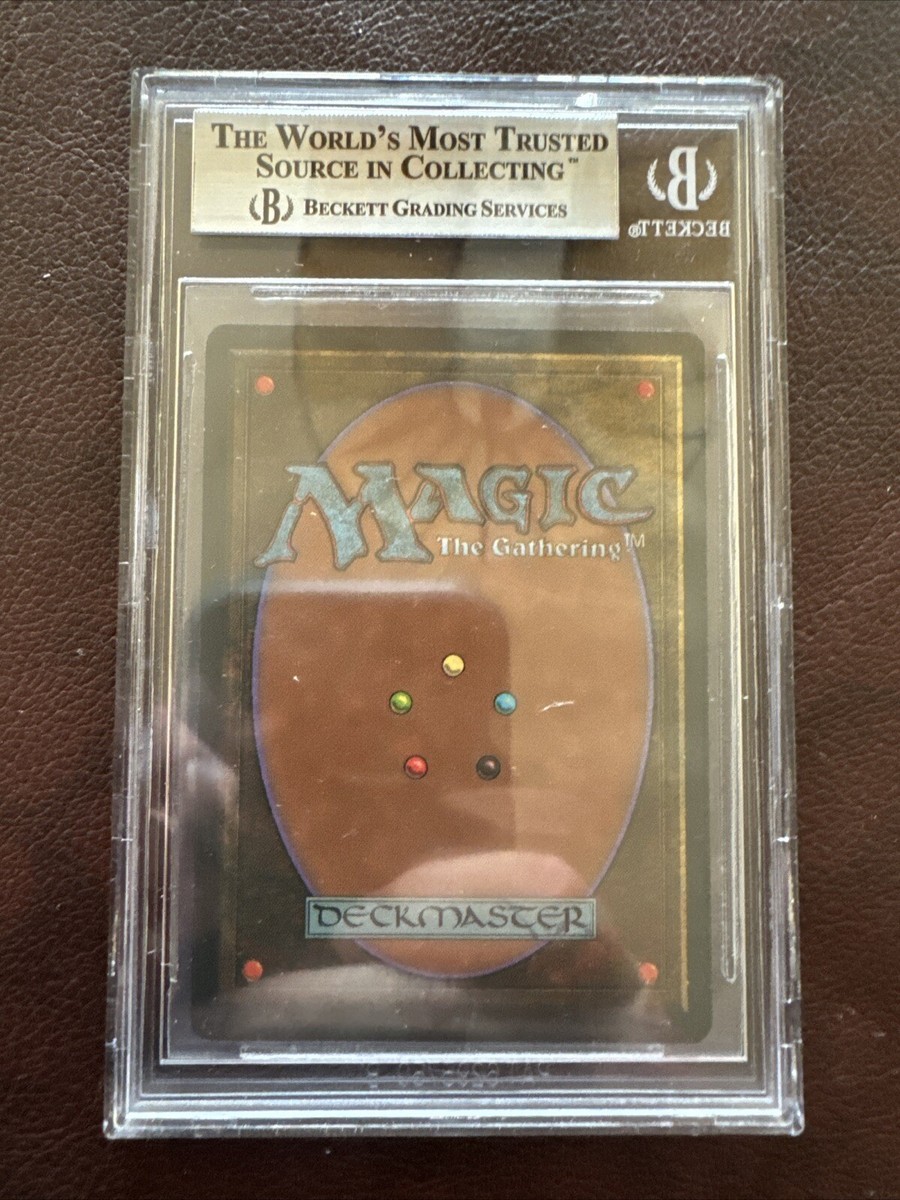 THE WORLD'S MOST TRUSTED
SOURCE IN COLLECTING™
B BECKETT GRADING SERVICES
B
BECKETT®
MAGIC
The Gathering™
DECKMASTER